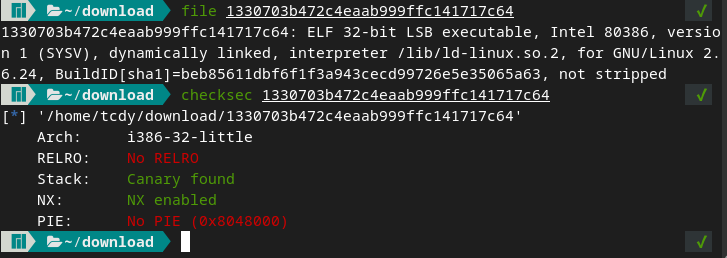 ~/download file 1330703b472c4eaab999ffc141717c64 ✓
1330703b472c4eaab999ffc141717c64: ELF 32-bit LSB executable, Intel 80386, versio
n 1 (SYSV), dynamically linked, interpreter /lib/ld-linux.so.2, for GNU/Linux 2.
6.24, BuildID[sha1]=beb85611dbf6f1f3a943cecd99726e5e35065a63, not stripped
~/download checksec 1330703b472c4eaab999ffc141717c64 ✓
[*] '/home/tcdy/download/1330703b472c4eaab999ffc141717c64'
Arch: i386-32-little
RELRO: No RELRO
Stack: Canary found
NX: NX enabled
PIE: No PIE (0x8048000)
~/download ✓